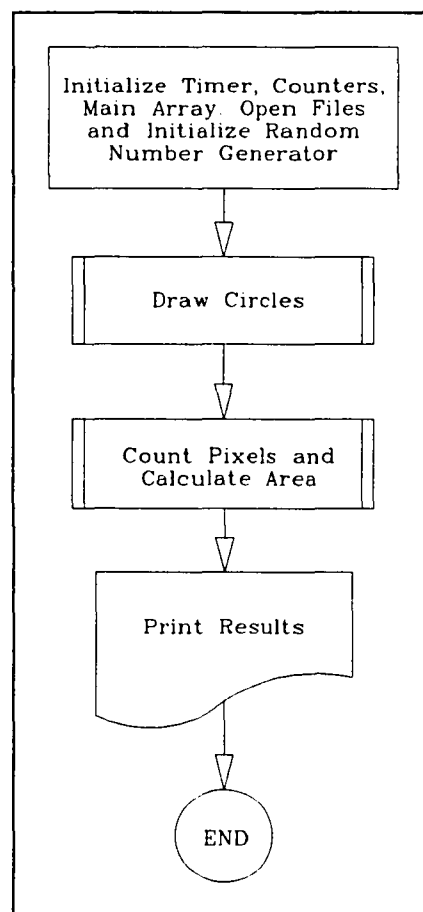 Initialize Timer, Counters,
Main Array. Open Files
and Initialize Random
Number Generator
Draw Circles
Count Pixels and
Calculate Area
Print Results
END